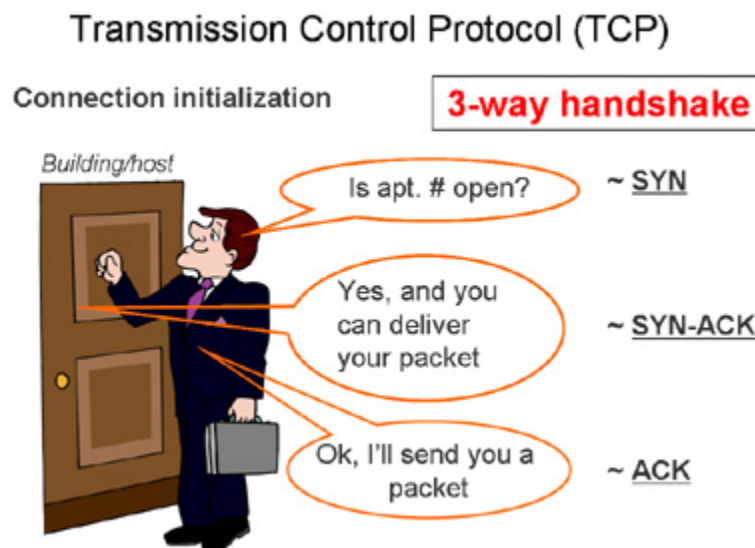 Transmission Control Protocol (TCP)
Connection initialization
3-way handshake
Building/host
Is apt. # open?
~ SYN
Yes, and you
can deliver
your packet
~ SYN-ACK
Ok, I'll send you a
packet
~ ACK